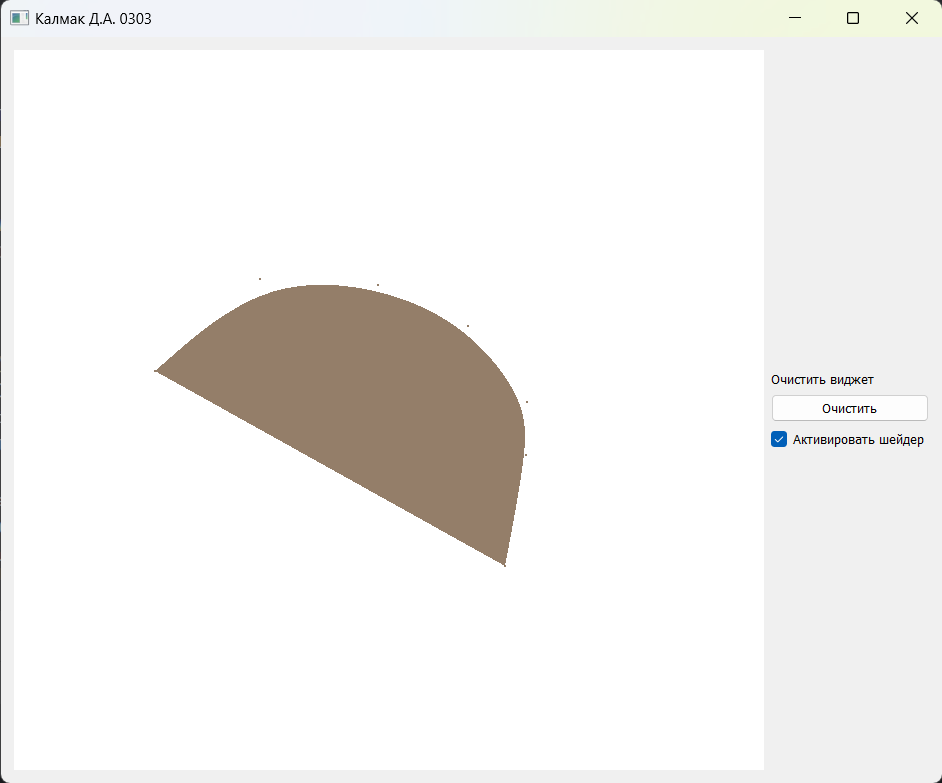 Калмак Д.А. 0303
Очистить виджет
Очистить
Активировать шейдер